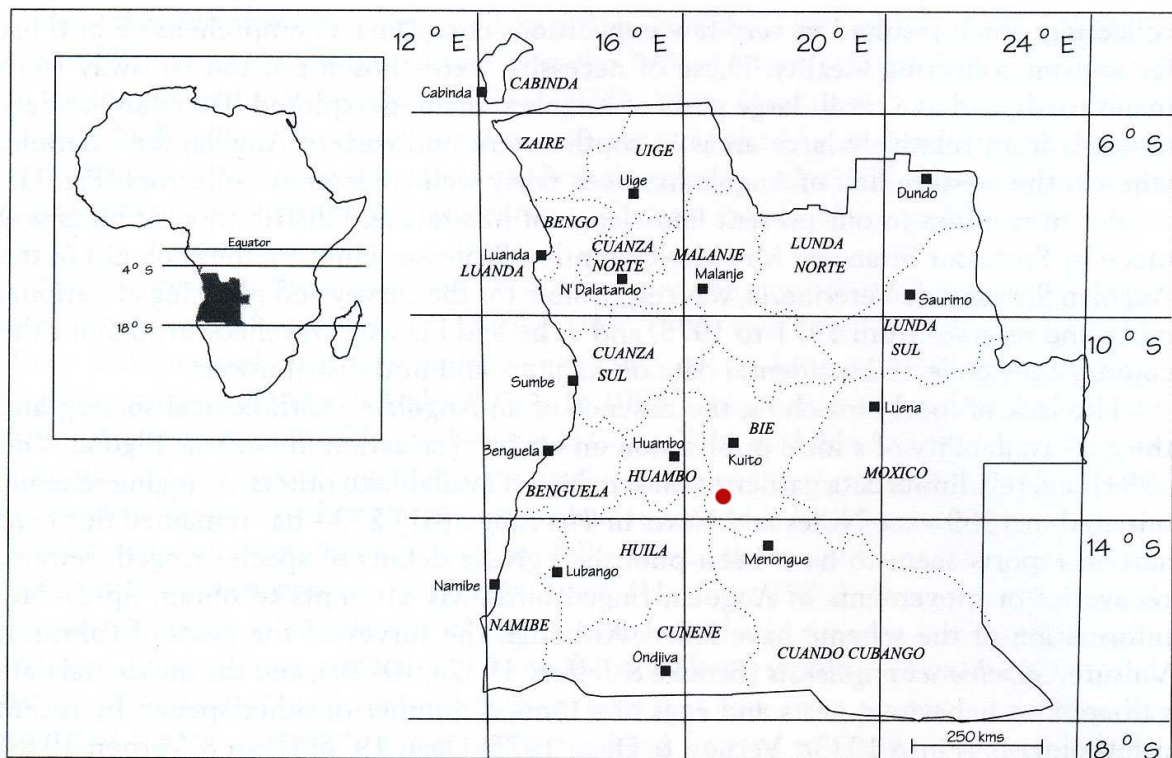 12 ° E
16 ° E
20 ° E
24 ° E
CABINDA
Cabinda
6 ° S
ZAIRE
UIGE
Uige
Dundo
BENGO
CUANZA
NORTE
MALANJE
LUNDA
NORTE
Luanda
LUANDA
N'Dalatando
Malanje
Saurimo
10 ° S
LUNDA
SUL
CUANZA
SUL
Sumbe
Luena
BIE
Huambo
Kuito
Benguela
HUAMBO
MOXICO
BENGUELA
14 ° S
HUILA
Menongue
Lubango
Namibe
NAMIBE
CUNENE
CUANDO CUBANGO
Ondjiva
250 kms
18 ° S
Equator
4° S
18° S